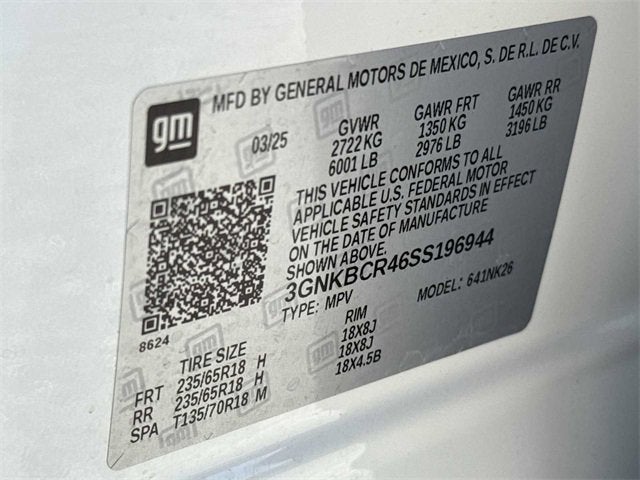 gm
MFD BY GENERAL MOTORS DE MEXICO, S. DE R.L. DE C.V.
03/25 GVWR GAWR FRT GAWR RR
2722 KG 1350 KG 1450 KG
6001 LB 2976 LB 3196 LB
THIS VEHICLE CONFORMS TO ALL
APPLICABLE U.S. FEDERAL MOTOR
VEHICLE SAFETY STANDARDS IN EFFECT
ON THE DATE OF MANUFACTURE
SHOWN ABOVE.
3GNKBCR46SS196944
TYPE: MPV MODEL: 641NK26
8624
TIRE SIZE RIM
FRT 235/65R18 H 18X8J
RR 235/65R18 H 18X8J
SPA T135/70R18 M 18X4.5B